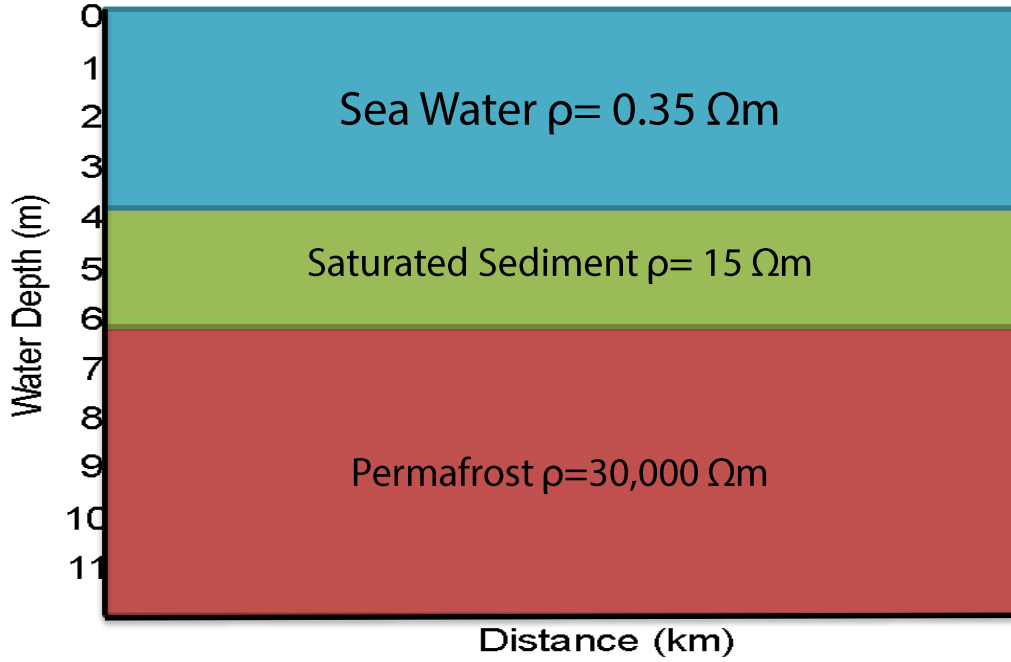 0
1
2
3
4
5
6
7
8
9
10
11
Water Depth (m)
Sea Water ρ= 0.35 Ωm
Saturated Sediment ρ= 15 Ωm
Permafrost ρ=30,000 Ωm
Distance (km)